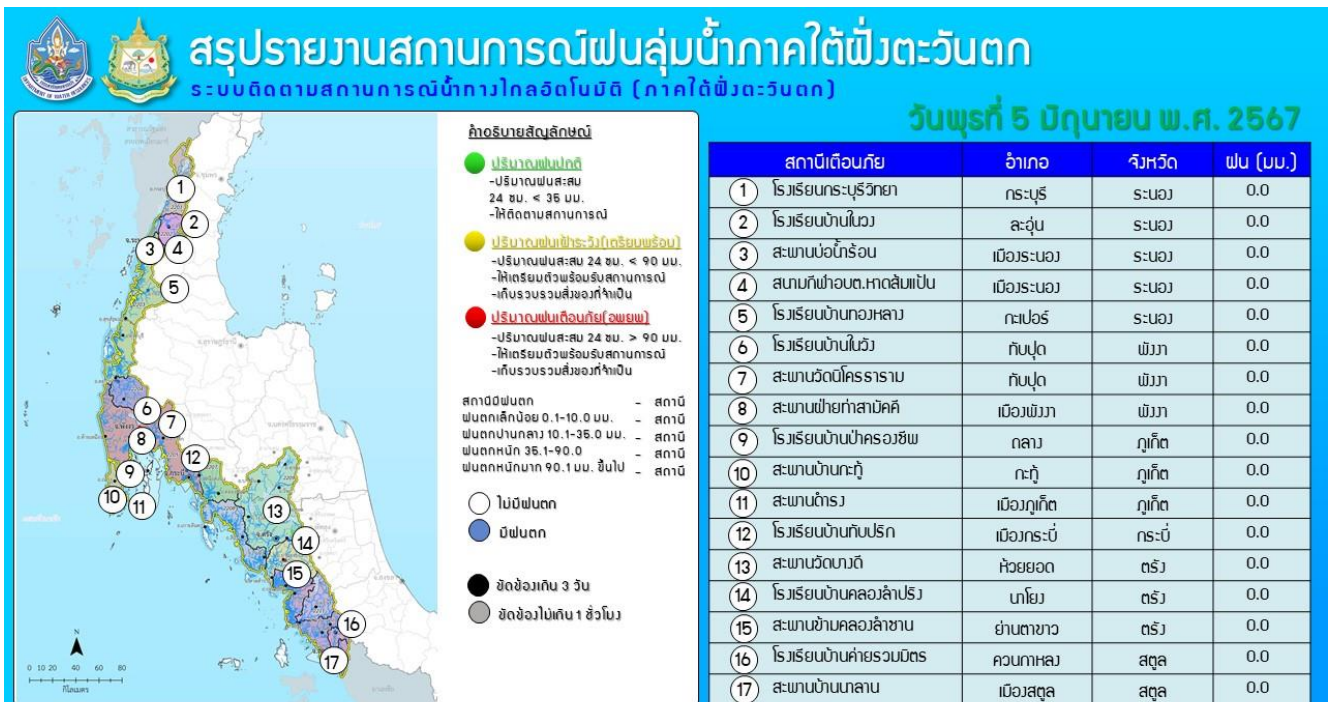 สรุปรายงานสถานการณ์ฝนลุ่มน้ำภาคใต้ฝั่งตะวันตก
ระบบติดตามสถานการณ์น้ำทางไกลอัตโนมัติ (ภาคใต้ฝั่งตะวันตก)
วันพุธที่ 5 มิถุนายน พ.ศ. 2567
คำอธิบายสัญลักษณ์
ปริมาณฝนปกติ
-ปริมาณฝนสะสม
24 ชม. < 35 มม.
-ให้ติดตามสถานการณ์
ปริมาณฝนเฝ้าระวัง(เตรียมพร้อม)
-ปริมาณฝนสะสม 24 ชม. < 90 มม.
-ให้เตรียมตัวพร้อมรับสถานการณ์
-เก็บรวบรวมสิ่งของที่จำเป็น
ปริมาณฝนเตือนภัย(อพยพ)
-ปริมาณฝนสะสม 24 ชม. > 90 มม.
-ให้เตรียมตัวพร้อมรับสถานการณ์
-เก็บรวบรวมสิ่งของที่จำเป็น
สถานีมีฝนตก - สถานี
ฝนตกเล็กน้อย 0.1-10.0 มม. - สถานี
ฝนตกปานกลาง 10.1-35.0 มม. - สถานี
ฝนตกหนัก 35.1-90.0 - สถานี
ฝนตกหนักมาก 90.1 มม. ขึ้นไป - สถานี
ไม่มีฝนตก
มีฝนตก
ขัดข้องเกิน 3 วัน
ขัดข้องไม่เกิน 1 ชั่วโมง
1
2
3 4
5
6
7
8
9
12
10
11
13
14
15
16
17
N
0 10 20 40 60 80
กิโลเมตร
สถานีเตือนภัย อำเภอ จังหวัด ฝน (มม.)
1 โรงเรียนกระบุรีวิทยา กระบุรี ระนอง 0.0
2 โรงเรียนบ้านในวง ละอุ่น ระนอง 0.0
3 สะพานบ่อน้ำร้อน เมืองระนอง ระนอง 0.0
4 สนามกีฬาอบต.หาดส้มแป้น เมืองระนอง ระนอง 0.0
5 โรงเรียนบ้านทองหลาง กะเปอร์ ระนอง 0.0
6 โรงเรียนบ้านในวัง ทับปุด พังงา 0.0
7 สะพานวัดนิโครธาราม ทับปุด พังงา 0.0
8 สะพานฝ่ายท่าสามัคคี เมืองพังงา พังงา 0.0
9 โรงเรียนบ้านป่าครองชีพ ถลาง ภูเก็ต 0.0
10 สะพานบ้านกะทู้ กะทู้ ภูเก็ต 0.0
11 สะพานดำรง เมืองภูเก็ต ภูเก็ต 0.0
12 โรงเรียนบ้านทับปริก เมืองกระบี่ กระบี่ 0.0
13 สะพานวัดบางดี ห้วยยอด ตรัง 0.0
14 โรงเรียนบ้านคลองลำปริง นาโยง ตรัง 0.0
15 สะพานข้ามคลองลำชาน ย่านตาขาว ตรัง 0.0
16 โรงเรียนบ้านค่ายรวมมิตร ควนกาหลง สตูล 0.0
17 สะพานบ้านนาลาน เมืองสตูล สตูล 0.0